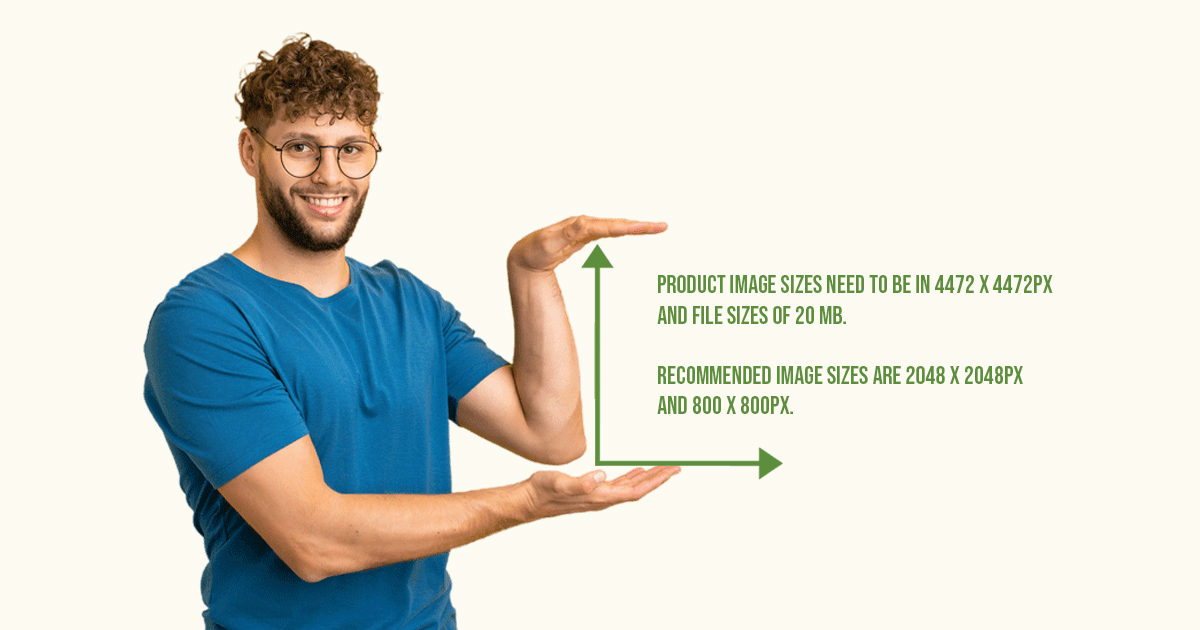 PRODUCT IMAGE SIZES NEED TO BE IN 4472 X 4472PX
AND FILE SIZES OF 20 MB.
RECOMMENDED IMAGE SIZES ARE 2048 X 2048PX
AND 800 X 800PX.